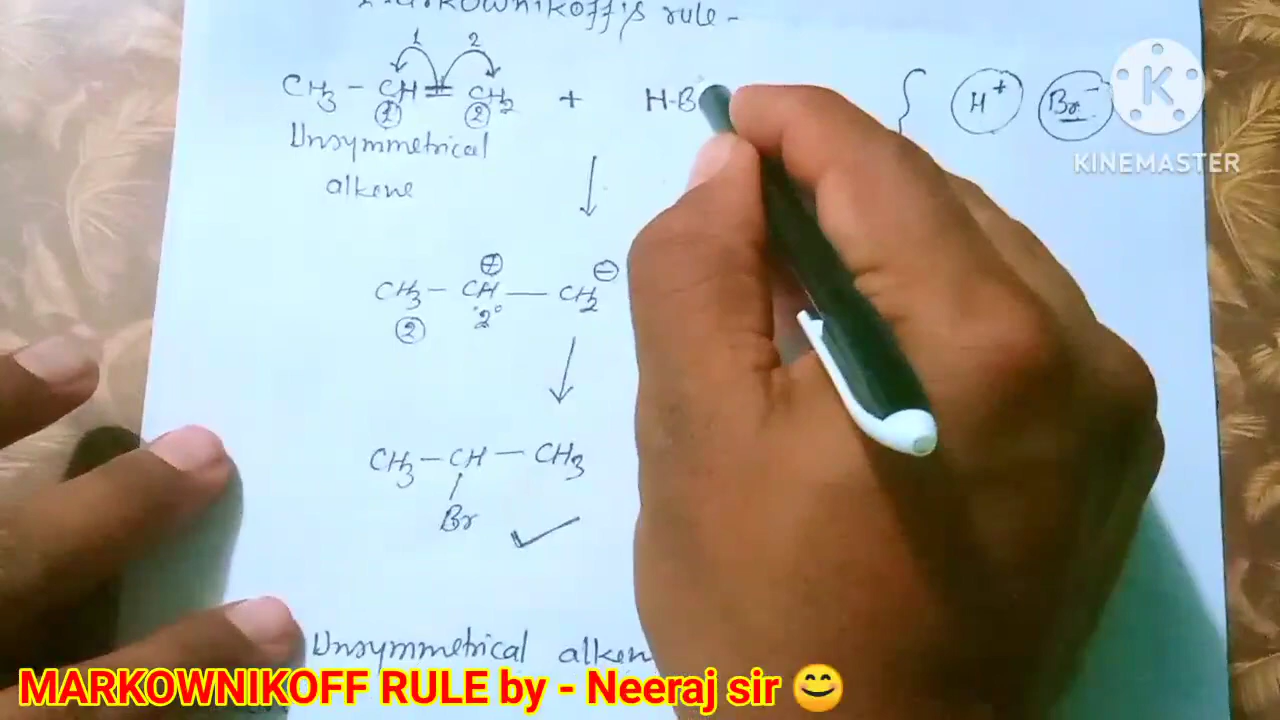 Markownikoff's rule -
1 2
CH3 - CH = CH2 + H-B { H+ Br-
① ②
Unsymmetrical
alkene
KINEMASTER
CH3 - CH⊕ — CH2⊖
② 2°
CH3 - CH - CH3
Br
Unsymmetrical alken
MARKOWNIKOFF RULE by - Neeraj sir 😊